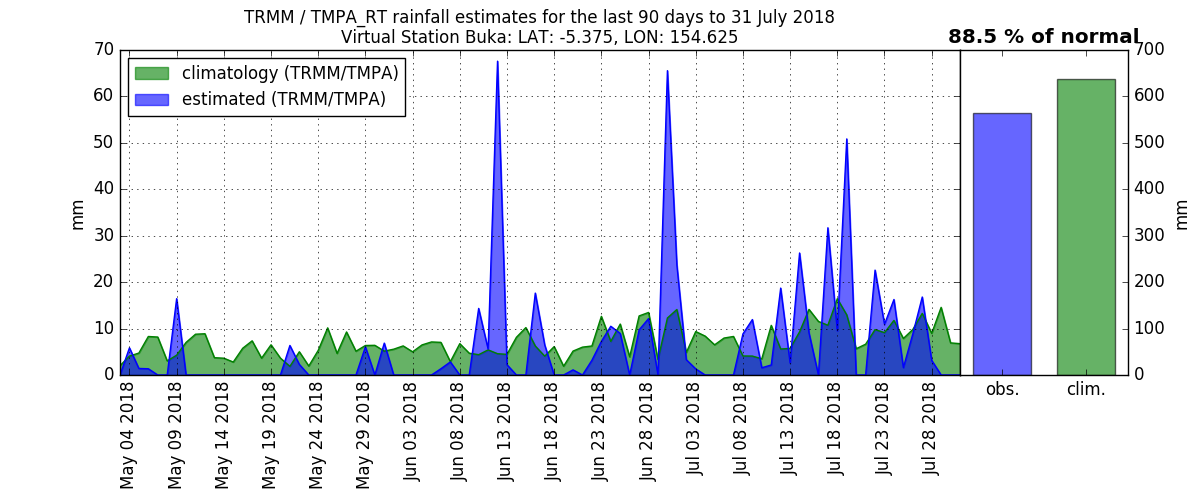 TRMM / TMPA_RT rainfall estimates for the last 90 days to 31 July 2018
Virtual Station Buka: LAT: -5.375, LON: 154.625
88.5 % of normal
climatology (TRMM/TMPA)
estimated (TRMM/TMPA)
mm
70
60
50
40
30
20
10
0
May 04 2018
May 09 2018
May 14 2018
May 19 2018
May 24 2018
May 29 2018
Jun 03 2018
Jun 08 2018
Jun 13 2018
Jun 18 2018
Jun 23 2018
Jun 28 2018
Jul 03 2018
Jul 08 2018
Jul 13 2018
Jul 18 2018
Jul 23 2018
Jul 28 2018
obs.
clim.
700
600
500
400
300
200
100
0
mm